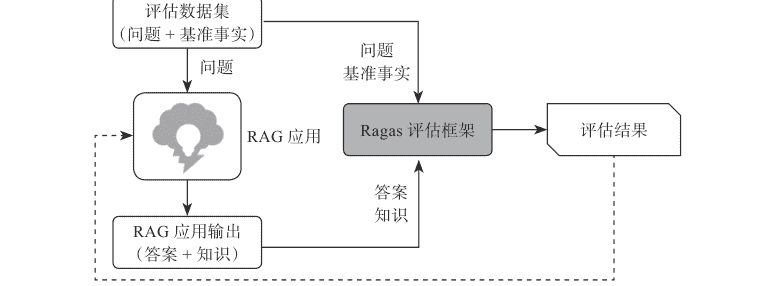 评估数据集
（问题 + 基准事实）
问题
问题
基准事实
RAG 应用
Ragas 评估框架
评估结果
答案
知识
RAG 应用输出
（答案 + 知识）